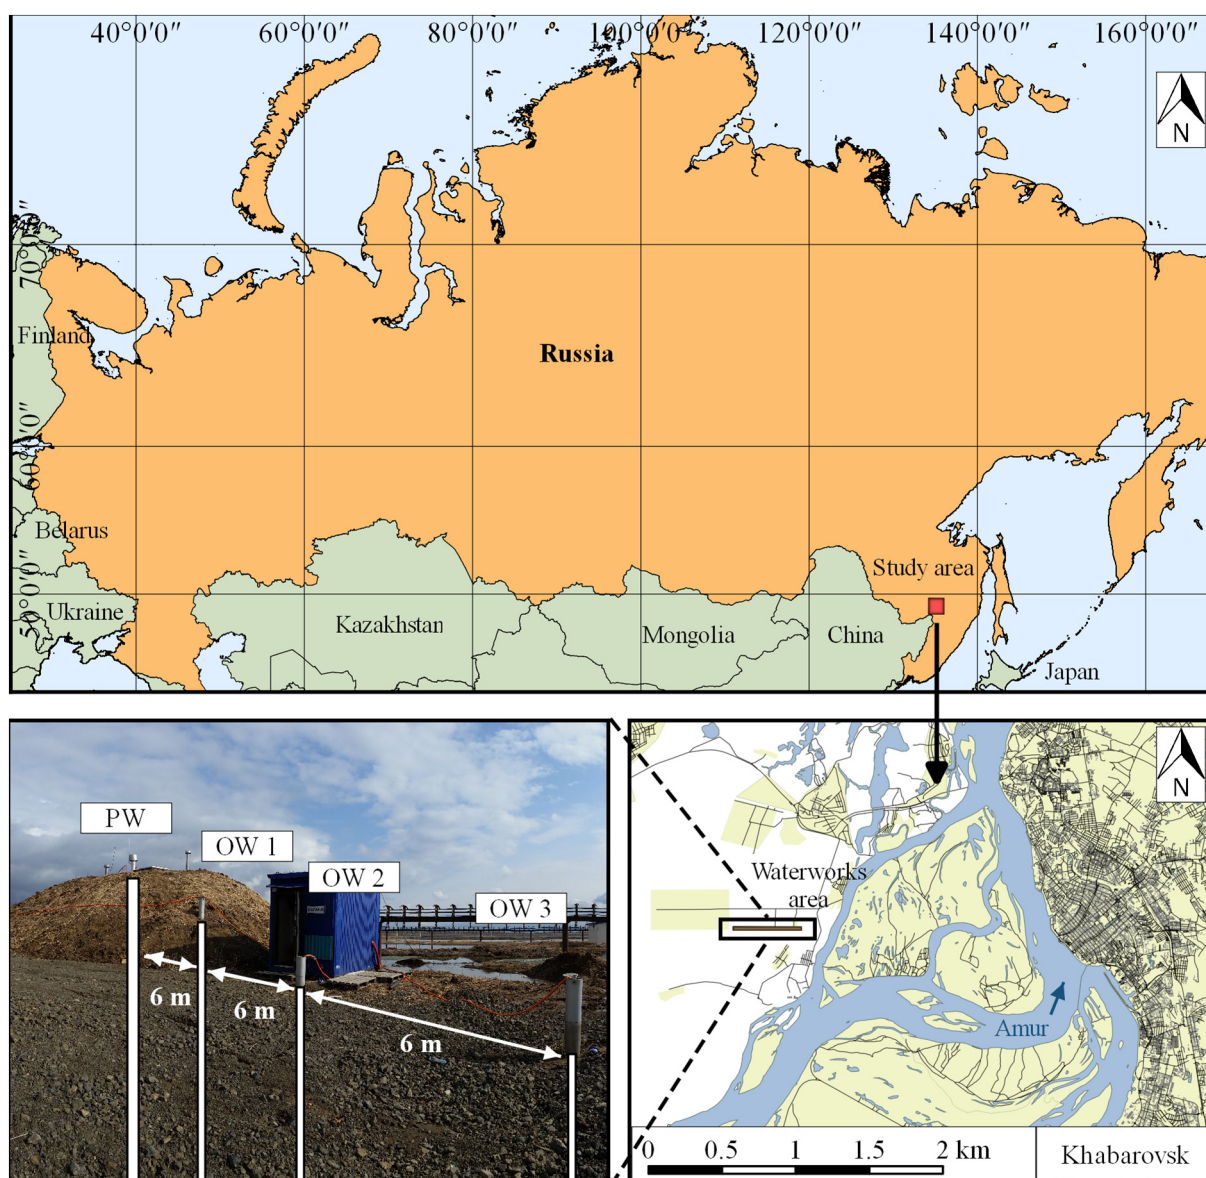 40°0′0″ 60°0′0″ 80°0′0″ 100°0′0″ 120°0′0″ 140°0′0″ 160°0′0″
N
70°0′0″
Finland
Russia
60°0′0″
Belarus
Study area
50°0′0″
Ukraine
Kazakhstan
Mongolia
China
Japan
PW
OW 1
OW 2
OW 3
6 m
6 m
6 m
N
Waterworks
area
Amur
0 0.5 1 1.5 2 km
Khabarovsk